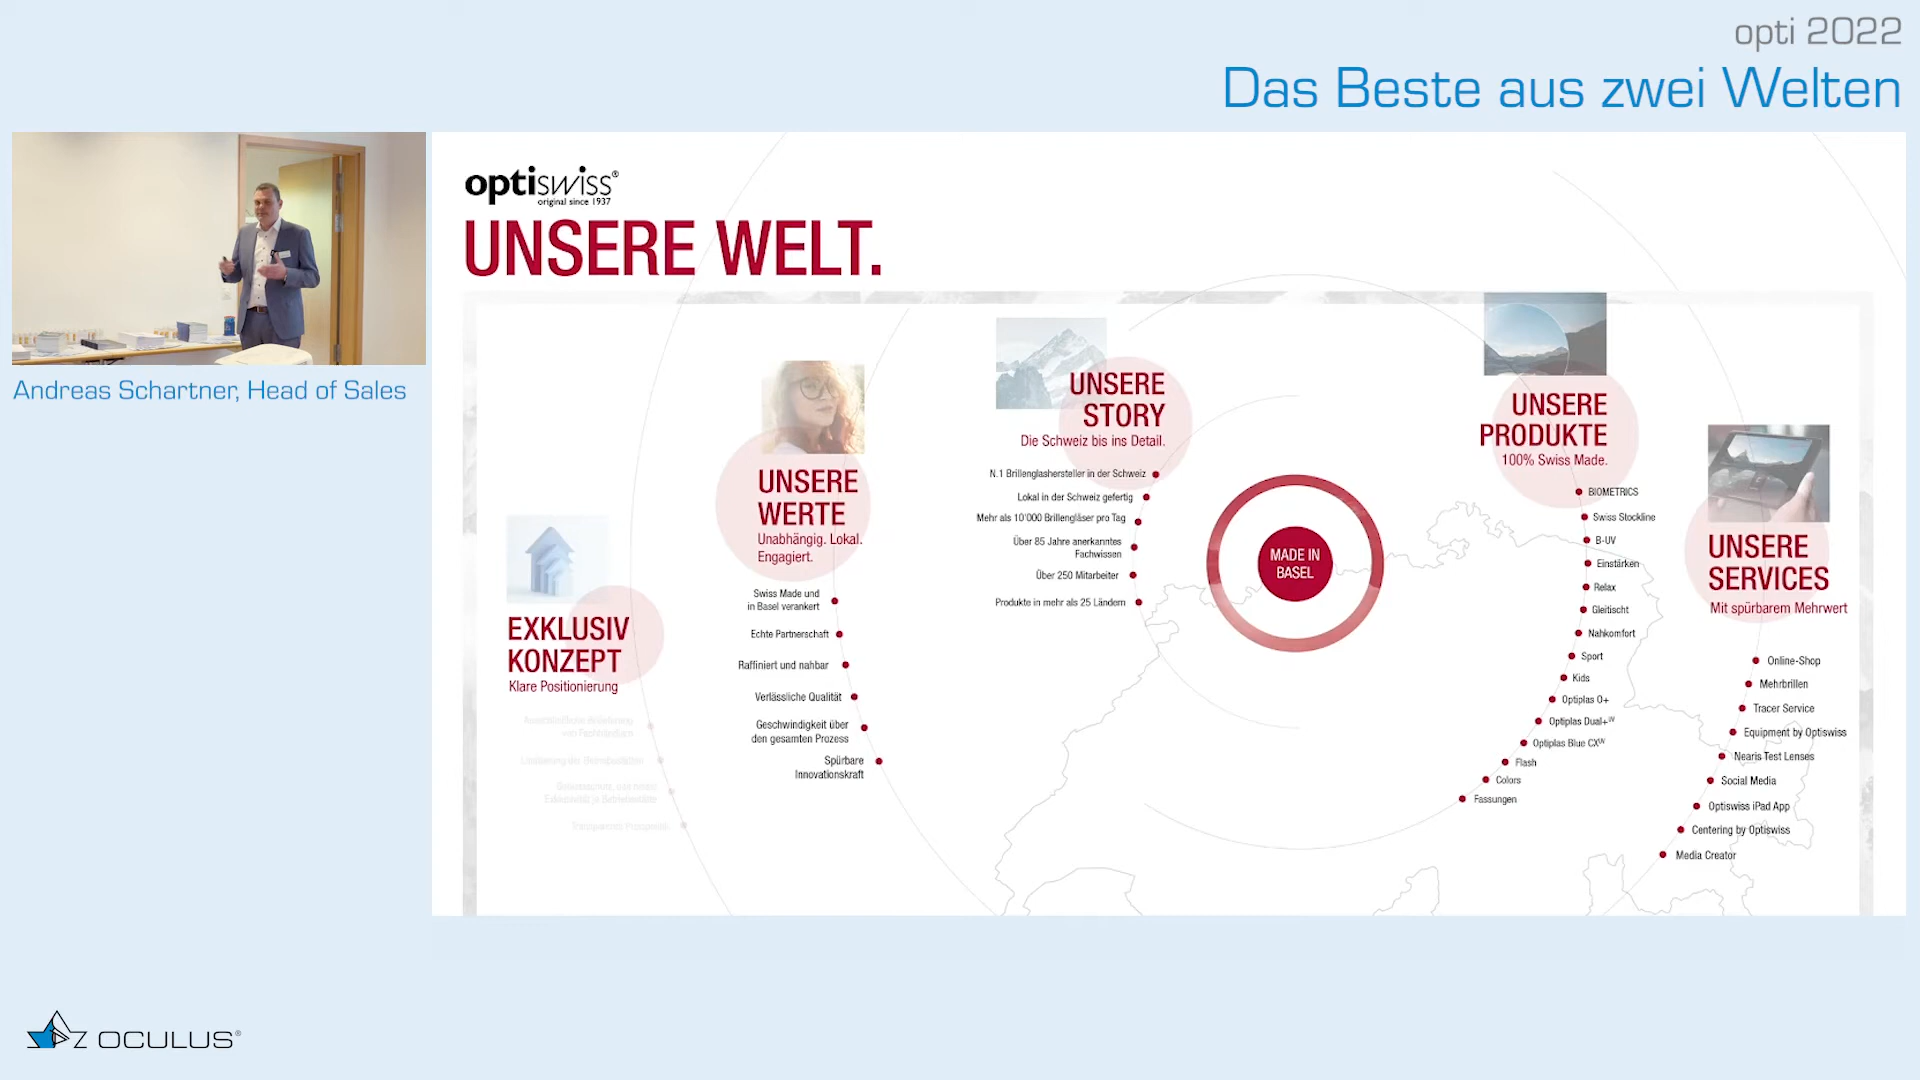 opti 2022
Das Beste aus zwei Welten
Andreas Schartner, Head of Sales
optiswiss®
original since 1937
UNSERE WELT.
EXKLUSIV
KONZEPT
Klare Positionierung
UNSERE
WERTE
Unabhängig. Lokal.
Engagiert.
Swiss Made und
in Basel verankert
Echte Partnerschaft
Raffiniert und nahbar
Verlässliche Qualität
Geschwindigkeit über
den gesamten Prozess
Spürbare
Innovationskraft
UNSERE
STORY
Die Schweiz bis ins Detail.
N.1 Brillenglashersteller in der Schweiz
Lokal in der Schweiz gefertig
Mehr als 10'000 Brillengläser pro Tag
Über 85 Jahre anerkanntes
Fachwissen
Über 250 Mitarbeiter
Produkte in mehr als 25 Ländern
MADE IN
BASEL
UNSERE
PRODUKTE
100% Swiss Made.
BIOMETRICS
Swiss Stockline
B-UV
Einstärken
Relax
Gleitischt
Nahkomfort
Sport
Kids
Optiplas O+
Optiplas Dual+ᵁⱽ
Optiplas Blue CXᵁⱽ
Flash
Colors
Fassungen
UNSERE
SERVICES
Mit spürbarem Mehrwert
Online-Shop
Mehrbrillen
Tracer Service
Equipment by Optiswiss
Nearis Test Lenses
Social Media
Optiswiss iPad App
Centering by Optiswiss
Media Creator
OCULUS®